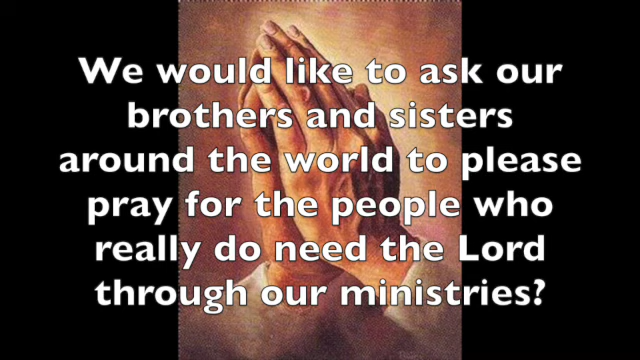 We would like to ask our
brothers and sisters
around the world to please
pray for the people who
really do need the Lord
through our ministries?